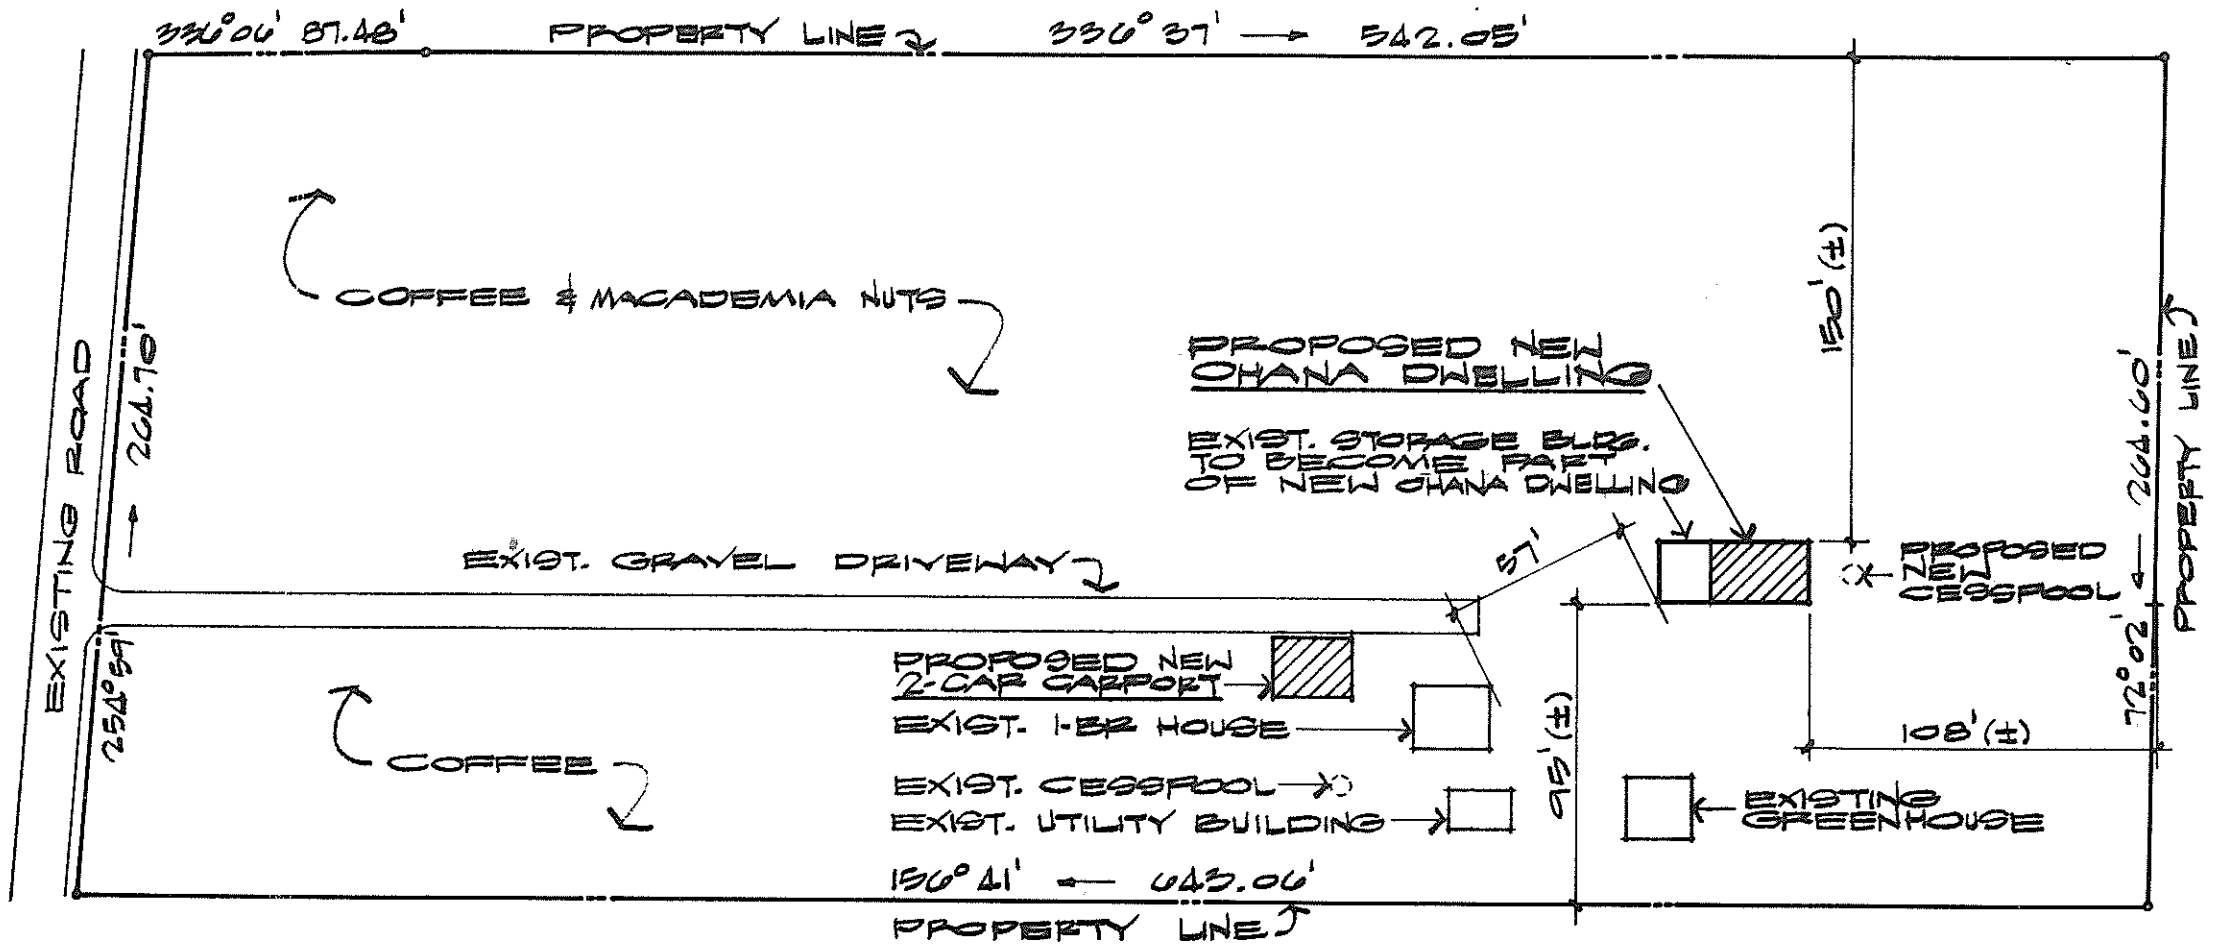 336°06' 87.48'
PROPERTY LINE
336° 37' → 542.05'
COFFEE & MACADEMIA NUTS
150' (±)
PROPERTY LINE
EXISTING ROAD
264.70'
254°59'
PROPOSED NEW
OHANA DWELLING
EXIST. STORAGE BLDG.
TO BECOME PART
OF NEW OHANA DWELLING
72°02' ← 264.60'
EXIST. GRAVEL DRIVEWAY
57'
PROPOSED
NEW
CESSPOOL
PROPOSED NEW
2-CAR CARPORT
EXIST. 1-BR HOUSE
95' (±)
108' (±)
COFFEE
EXIST. CESSPOOL
EXIST. UTILITY BUILDING
EXISTING
GREENHOUSE
156° 41' ← 643.06'
PROPERTY LINE